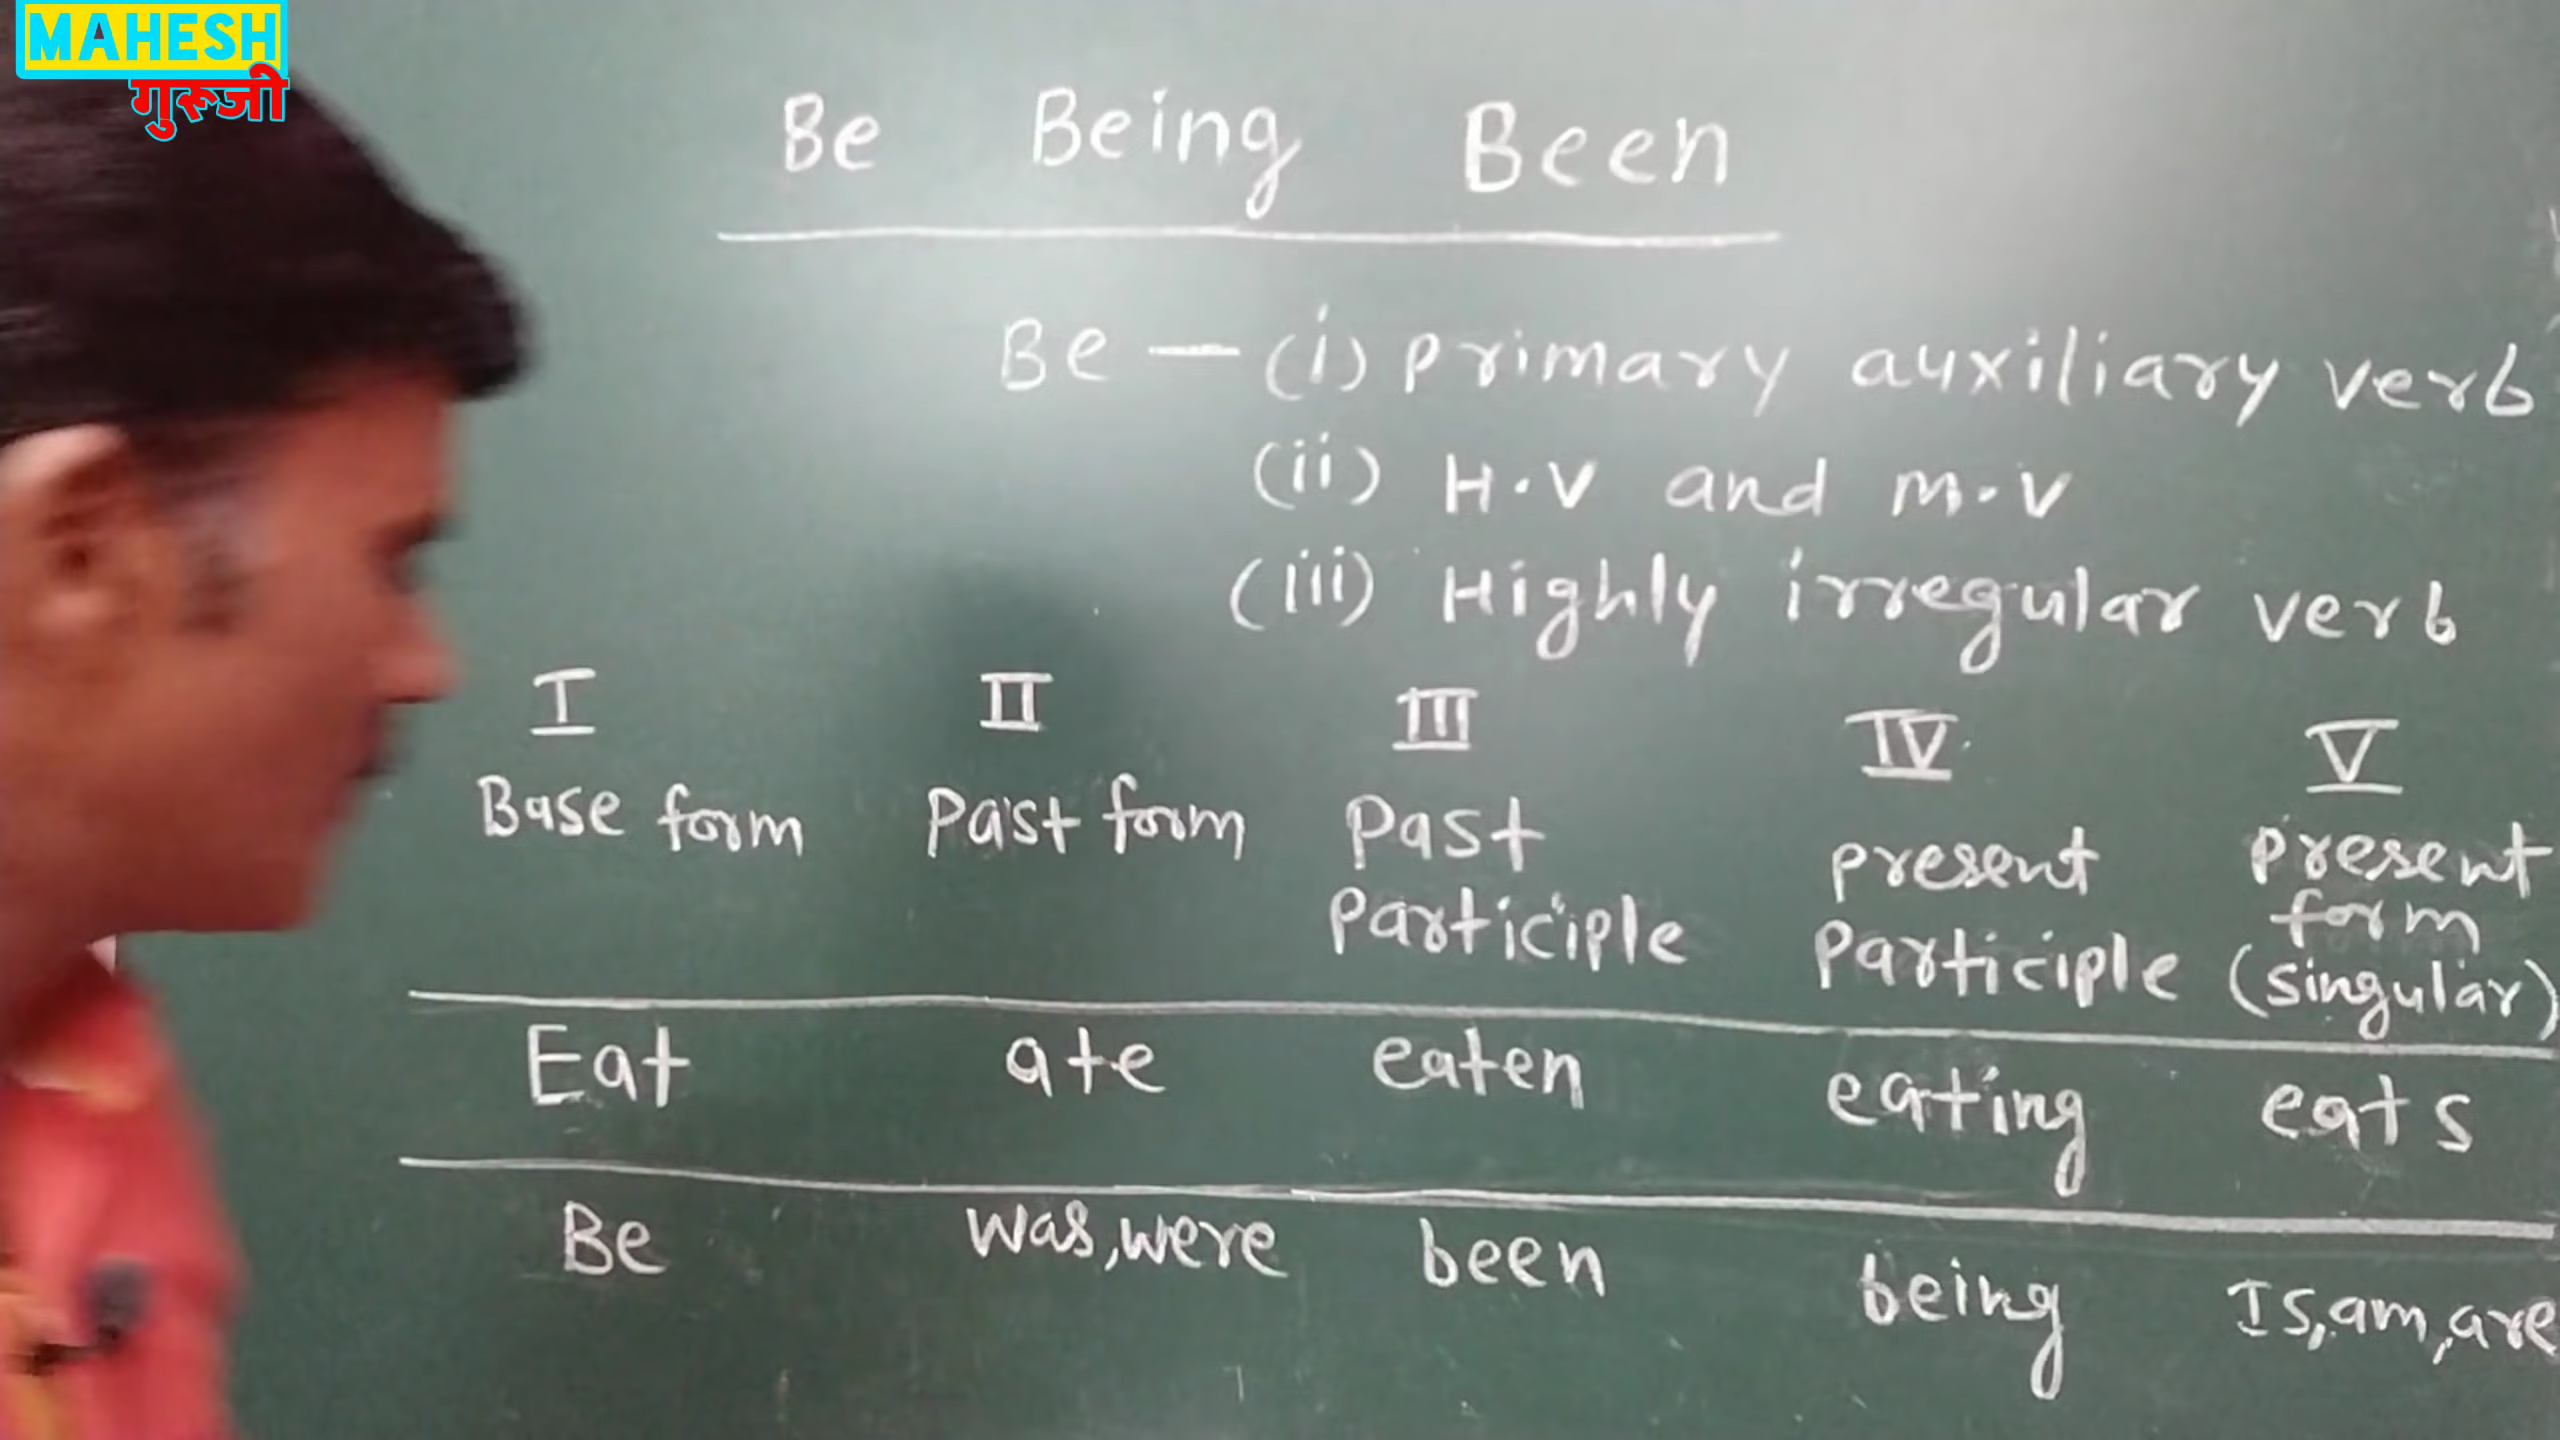 MAHESH
गुरूजी
Be Being Been
Be — (i) Primary auxiliary verb
(ii) H.V and M.V
(iii) Highly irregular verb
I II III IV V
Base form Past form Past Participle present Participle Present form (singular)
Eat ate eaten eating eats
Be was, were been being Is, am, are